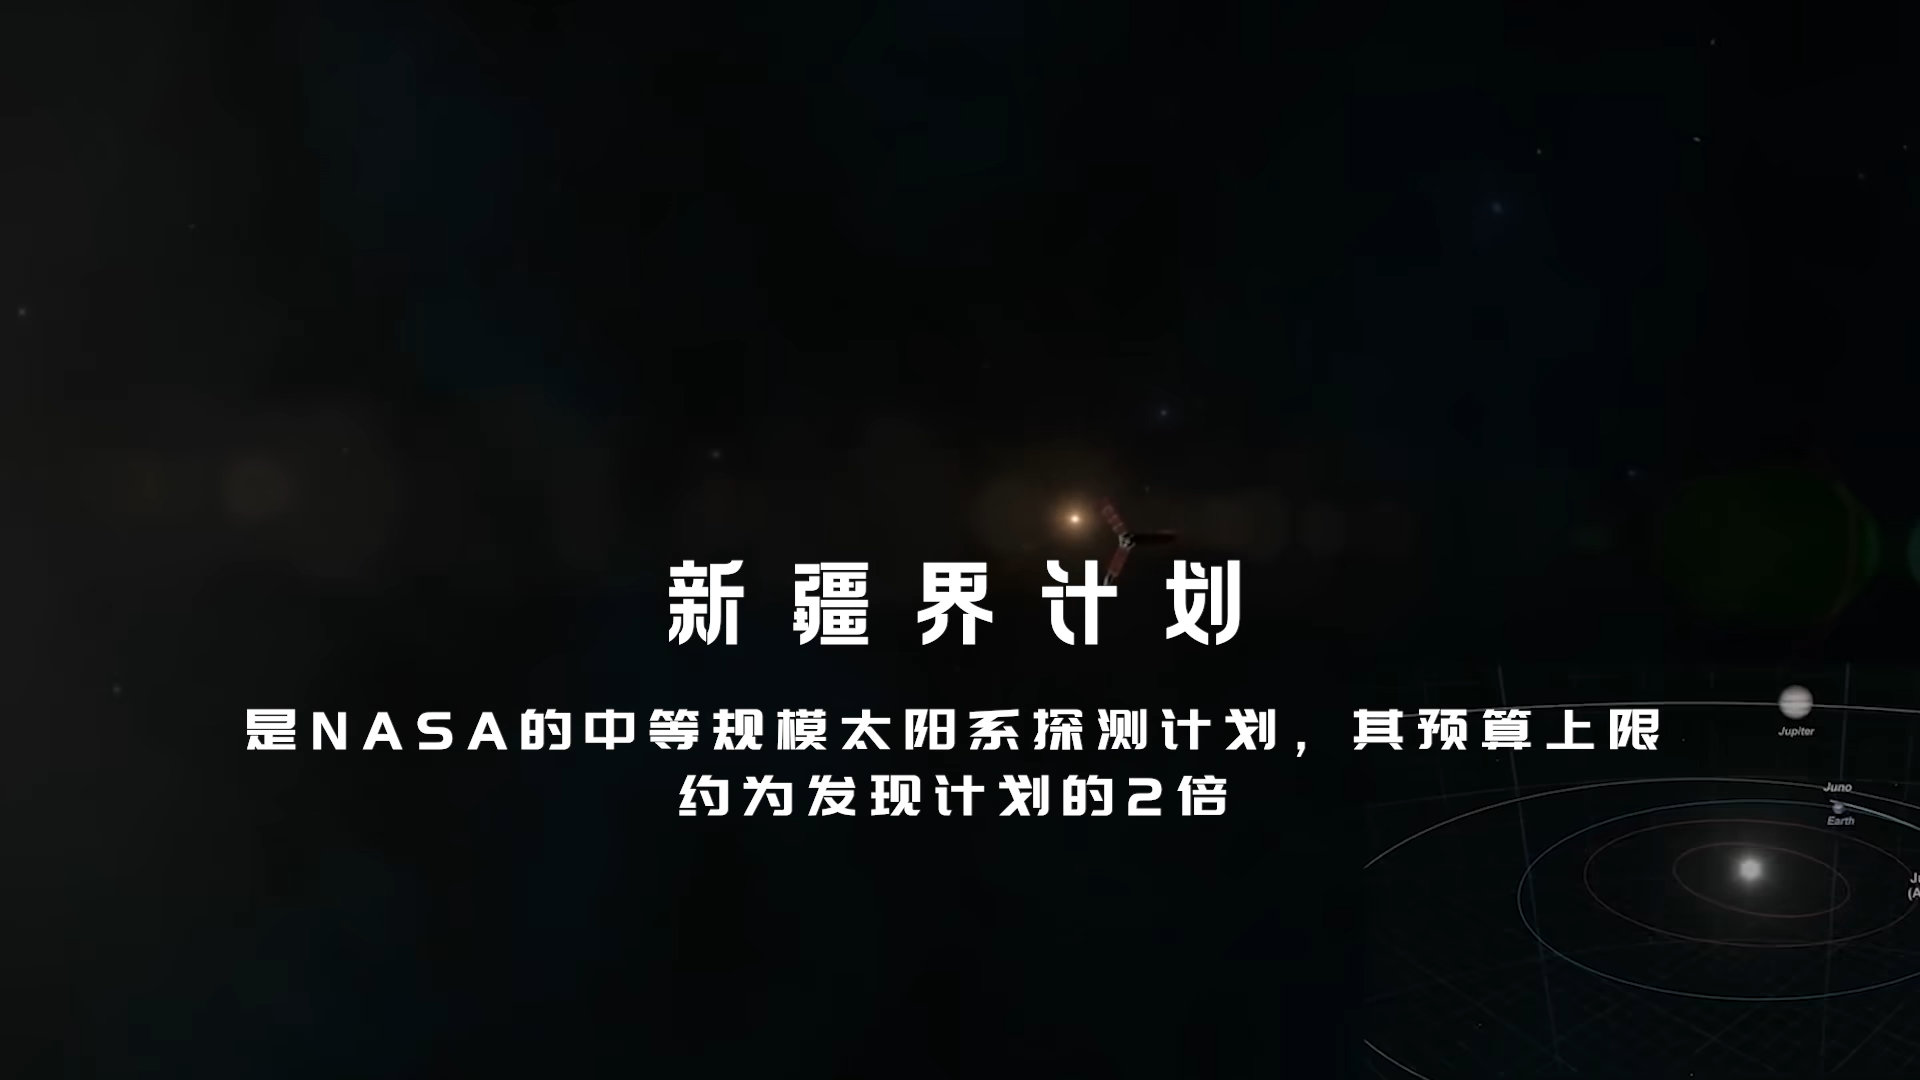 新疆界计划
是NASA的中等规模太阳系探测计划，其预算上限
约为发现计划的2倍
Jupiter
Juno
Earth